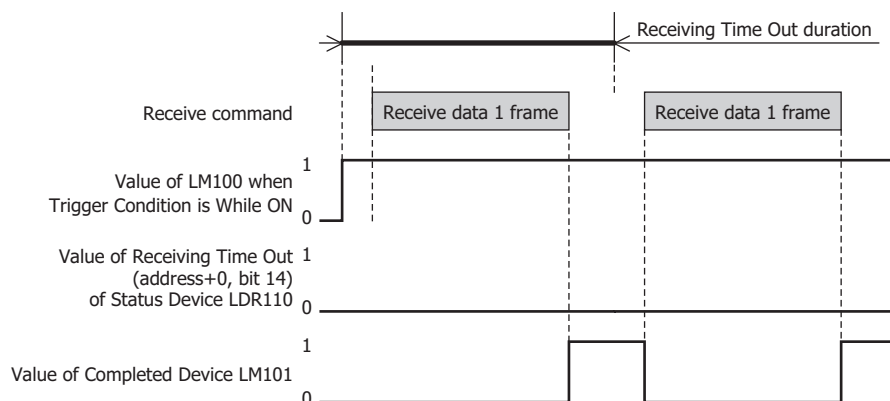 Receiving Time Out duration
Receive command
Receive data 1 frame
Receive data 1 frame
1
Value of LM100 when
Trigger Condition is While ON
0
Value of Receiving Time Out
1
(address+0, bit 14)
of Status Device LDR110
0
1
Value of Completed Device LM101
0